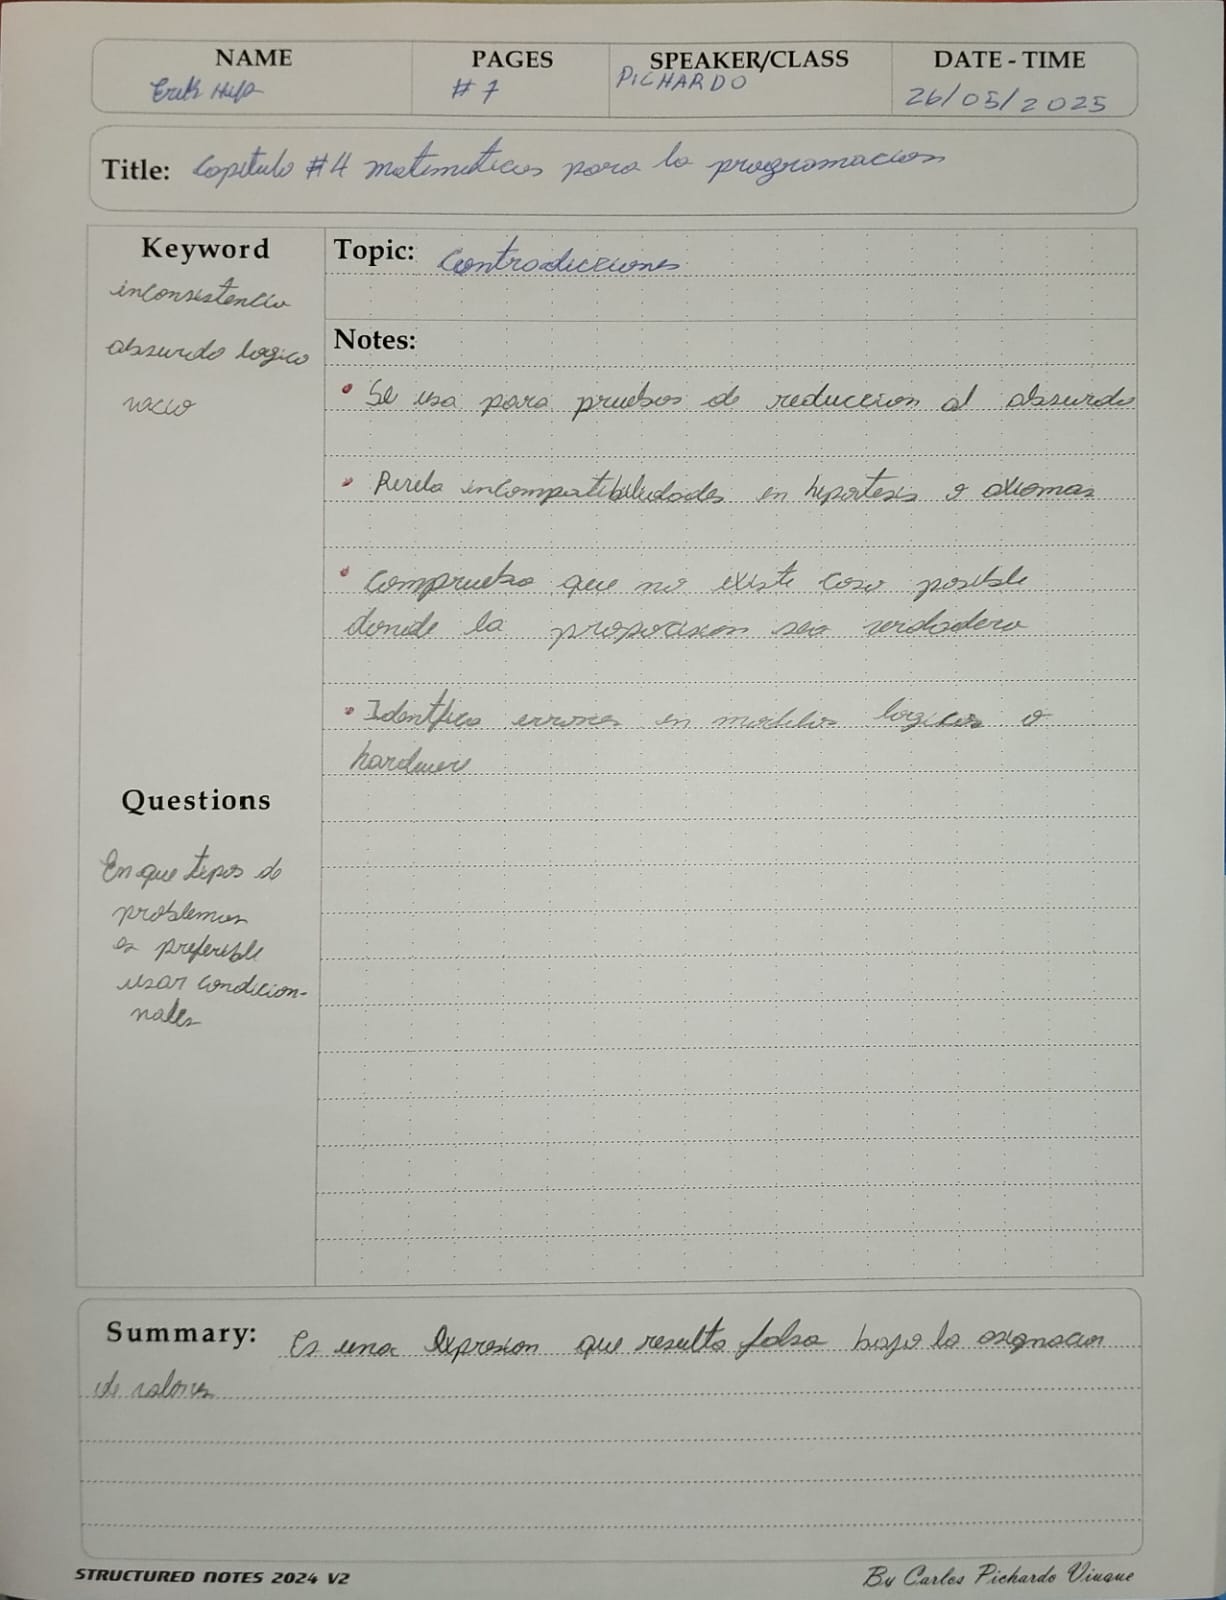 NAME PAGES SPEAKER/CLASS DATE - TIME
Erik # 7 PICHARDO 26/05/2025
Title: Capitulo #4 matematicas para la programacion
Keyword
inconsistencia
absurdo logico
vacio
Topic: Contradicciones
Notes:
• Se usa para pruebas de reduccion al absurdo
• Revela incompatibilidades en hipotesis o axiomas
• Comprueba que no existe caso posible
donde la proposicion sea verdadera
• Identifica errores en modelos logicos o
hardware
Questions
En que tipos de
problemas
es preferible
usar condicion-
nales
Summary: Es una expresion que resulta falsa bajo la asignacion
de valores
STRUCTURED NOTES 2024 V2
By Carlos Pichardo Viuque